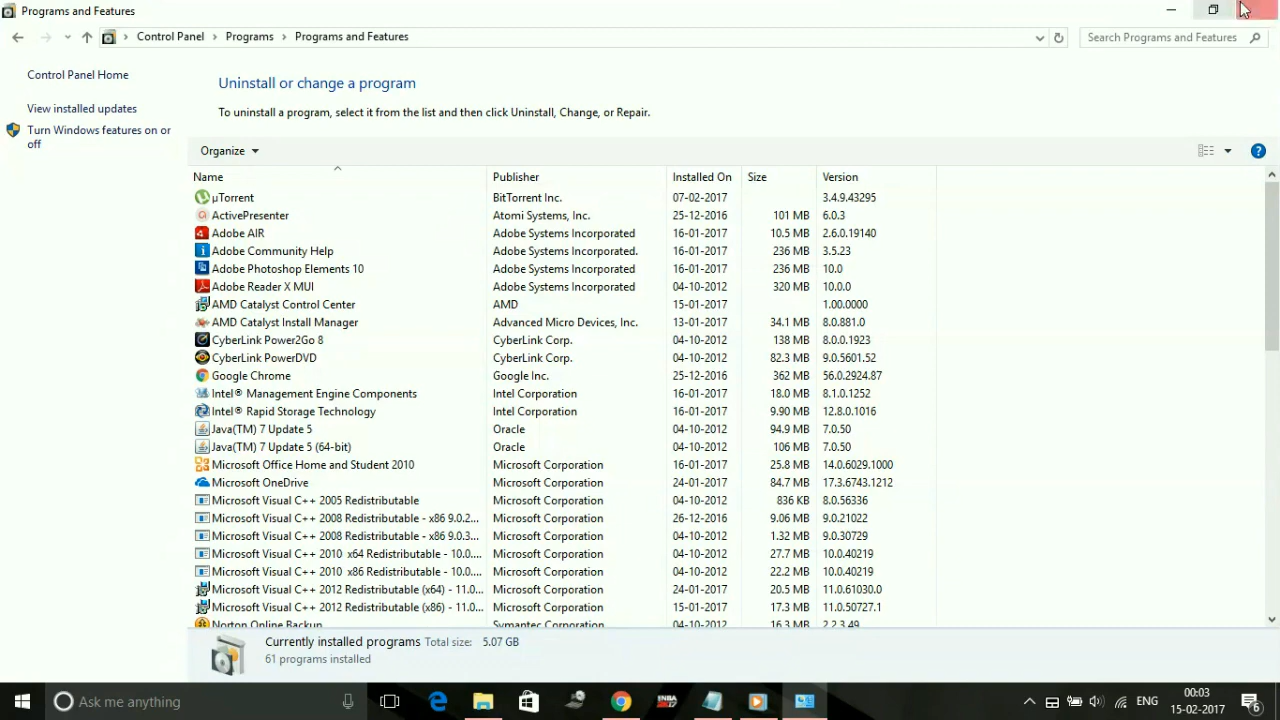 Programs and Features
Control Panel > Programs > Programs and Features
Search Programs and Features
Control Panel Home
View installed updates
Turn Windows features on or
off
Uninstall or change a program
To uninstall a program, select it from the list and then click Uninstall, Change, or Repair.
Organize
Name Publisher Installed On Size Version
µTorrent BitTorrent Inc. 07-02-2017 3.4.9.43295
ActivePresenter Atomi Systems, Inc. 25-12-2016 101 MB 6.0.3
Adobe AIR Adobe Systems Incorporated 16-01-2017 10.5 MB 2.6.0.19140
Adobe Community Help Adobe Systems Incorporated. 16-01-2017 236 MB 3.5.23
Adobe Photoshop Elements 10 Adobe Systems Incorporated 16-01-2017 236 MB 10.0
Adobe Reader X MUI Adobe Systems Incorporated 04-10-2012 320 MB 10.0.0
AMD Catalyst Control Center AMD 15-01-2017 1.00.0000
AMD Catalyst Install Manager Advanced Micro Devices, Inc. 13-01-2017 34.1 MB 8.0.881.0
CyberLink Power2Go 8 CyberLink Corp. 04-10-2012 138 MB 8.0.0.1923
CyberLink PowerDVD CyberLink Corp. 04-10-2012 82.3 MB 9.0.5601.52
Google Chrome Google Inc. 25-12-2016 362 MB 56.0.2924.87
Intel® Management Engine Components Intel Corporation 16-01-2017 18.0 MB 8.1.0.1252
Intel® Rapid Storage Technology Intel Corporation 16-01-2017 9.90 MB 12.8.0.1016
Java(TM) 7 Update 5 Oracle 04-10-2012 94.9 MB 7.0.50
Java(TM) 7 Update 5 (64-bit) Oracle 04-10-2012 106 MB 7.0.50
Microsoft Office Home and Student 2010 Microsoft Corporation 16-01-2017 25.8 MB 14.0.6029.1000
Microsoft OneDrive Microsoft Corporation 24-01-2017 84.7 MB 17.3.6743.1212
Microsoft Visual C++ 2005 Redistributable Microsoft Corporation 04-10-2012 836 KB 8.0.56336
Microsoft Visual C++ 2008 Redistributable - x86 9.0.2... Microsoft Corporation 26-12-2016 9.06 MB 9.0.21022
Microsoft Visual C++ 2008 Redistributable - x86 9.0.3... Microsoft Corporation 04-10-2012 1.32 MB 9.0.30729
Microsoft Visual C++ 2010 x64 Redistributable - 10.0.... Microsoft Corporation 04-10-2012 27.7 MB 10.0.40219
Microsoft Visual C++ 2010 x86 Redistributable - 10.0.... Microsoft Corporation 04-10-2012 22.2 MB 10.0.40219
Microsoft Visual C++ 2012 Redistributable (x64) - 11.0... Microsoft Corporation 24-01-2017 20.5 MB 11.0.61030.0
Microsoft Visual C++ 2012 Redistributable (x86) - 11.0... Microsoft Corporation 15-01-2017 17.3 MB 11.0.50727.1
Norton Online Backup Symantec Corporation 04-10-2012 16.3 MB 2.2.3.49
Currently installed programs Total size: 5.07 GB
61 programs installed
Ask me anything
ENG
00:03
15-02-2017
6